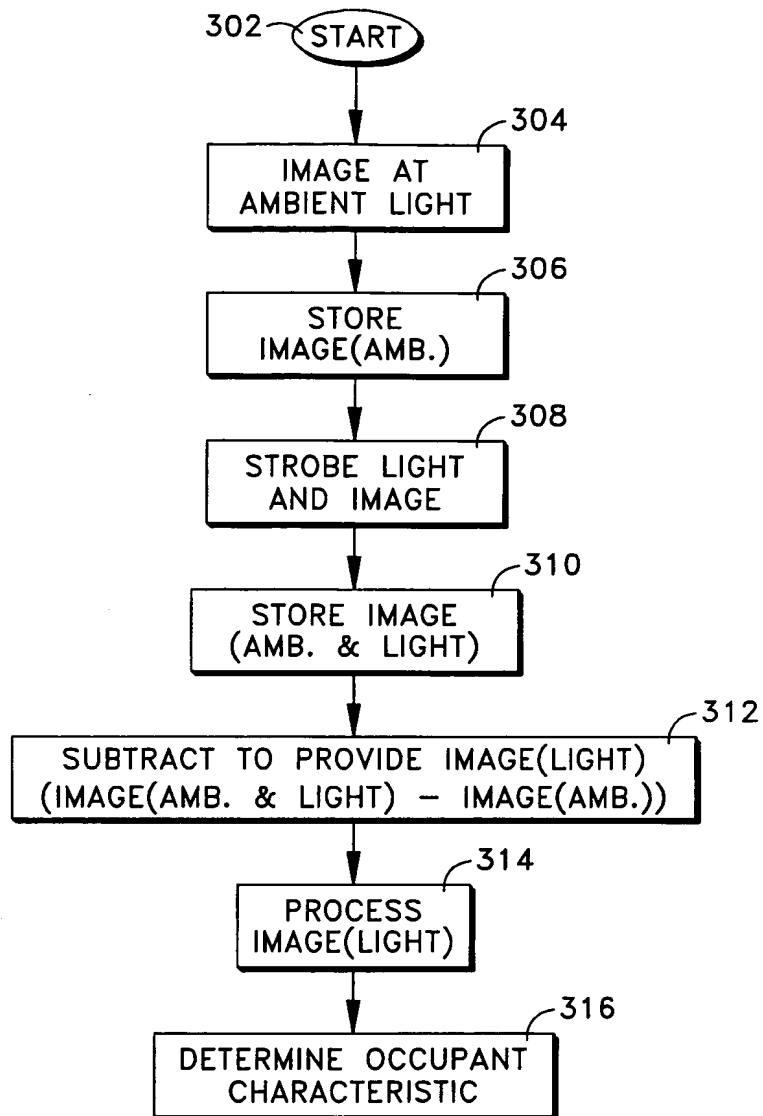 302 START
304
IMAGE AT
AMBIENT LIGHT
306
STORE
IMAGE(AMB.)
308
STROBE LIGHT
AND IMAGE
310
STORE IMAGE
(AMB. & LIGHT)
312
SUBTRACT TO PROVIDE IMAGE(LIGHT)
(IMAGE(AMB. & LIGHT) – IMAGE(AMB.))
314
PROCESS
IMAGE(LIGHT)
316
DETERMINE OCCUPANT
CHARACTERISTIC